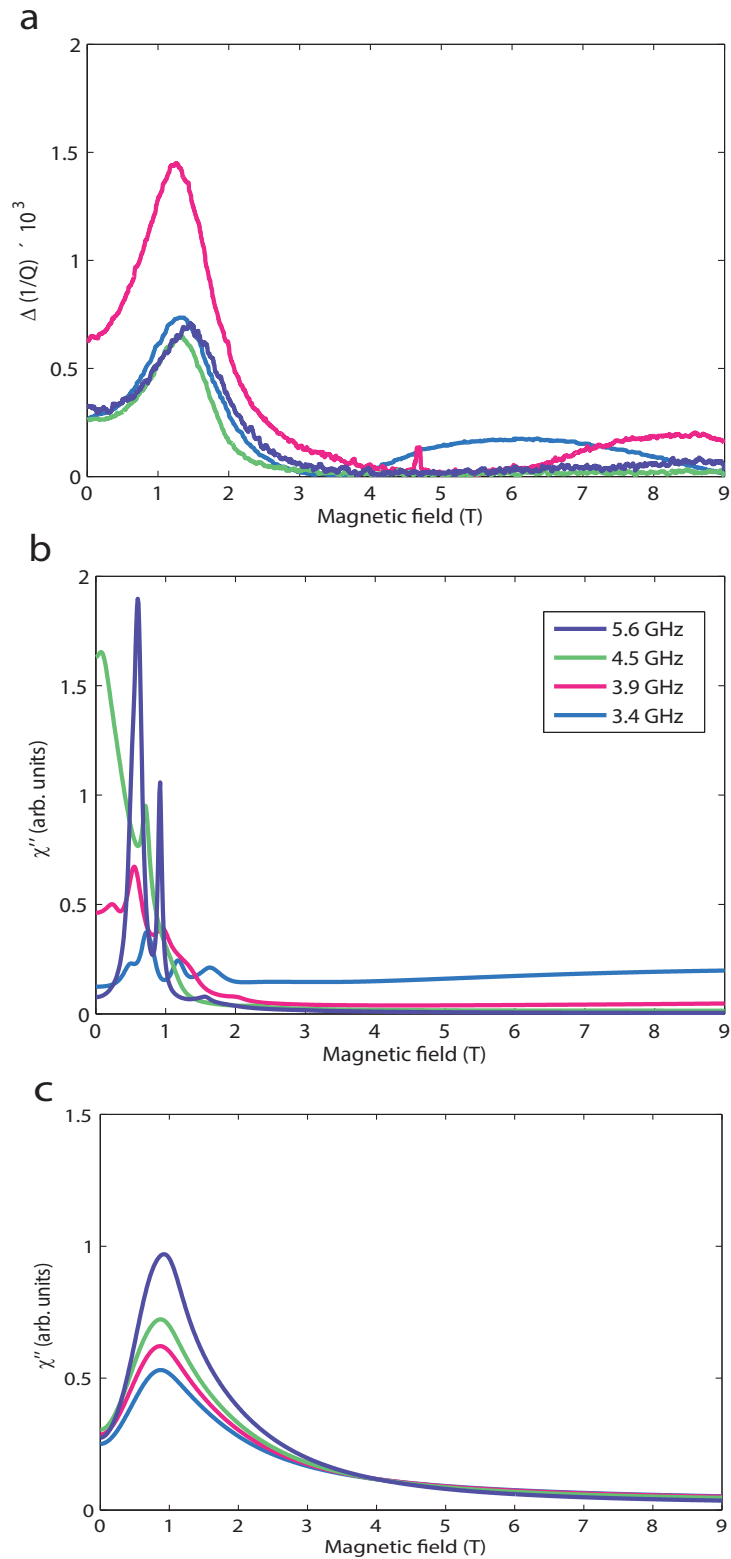 a
2
1.5
1
0.5
0
Δ (1/Q) ´ 10³
0 1 2 3 4 5 6 7 8 9
Magnetic field (T)
b
2
1.5
1
0.5
0
χ″ (arb. units)
5.6 GHz
4.5 GHz
3.9 GHz
3.4 GHz
0 1 2 3 4 5 6 7 8 9
Magnetic field (T)
c
1.5
1
0.5
0
χ″ (arb. units)
0 1 2 3 4 5 6 7 8 9
Magnetic field (T)